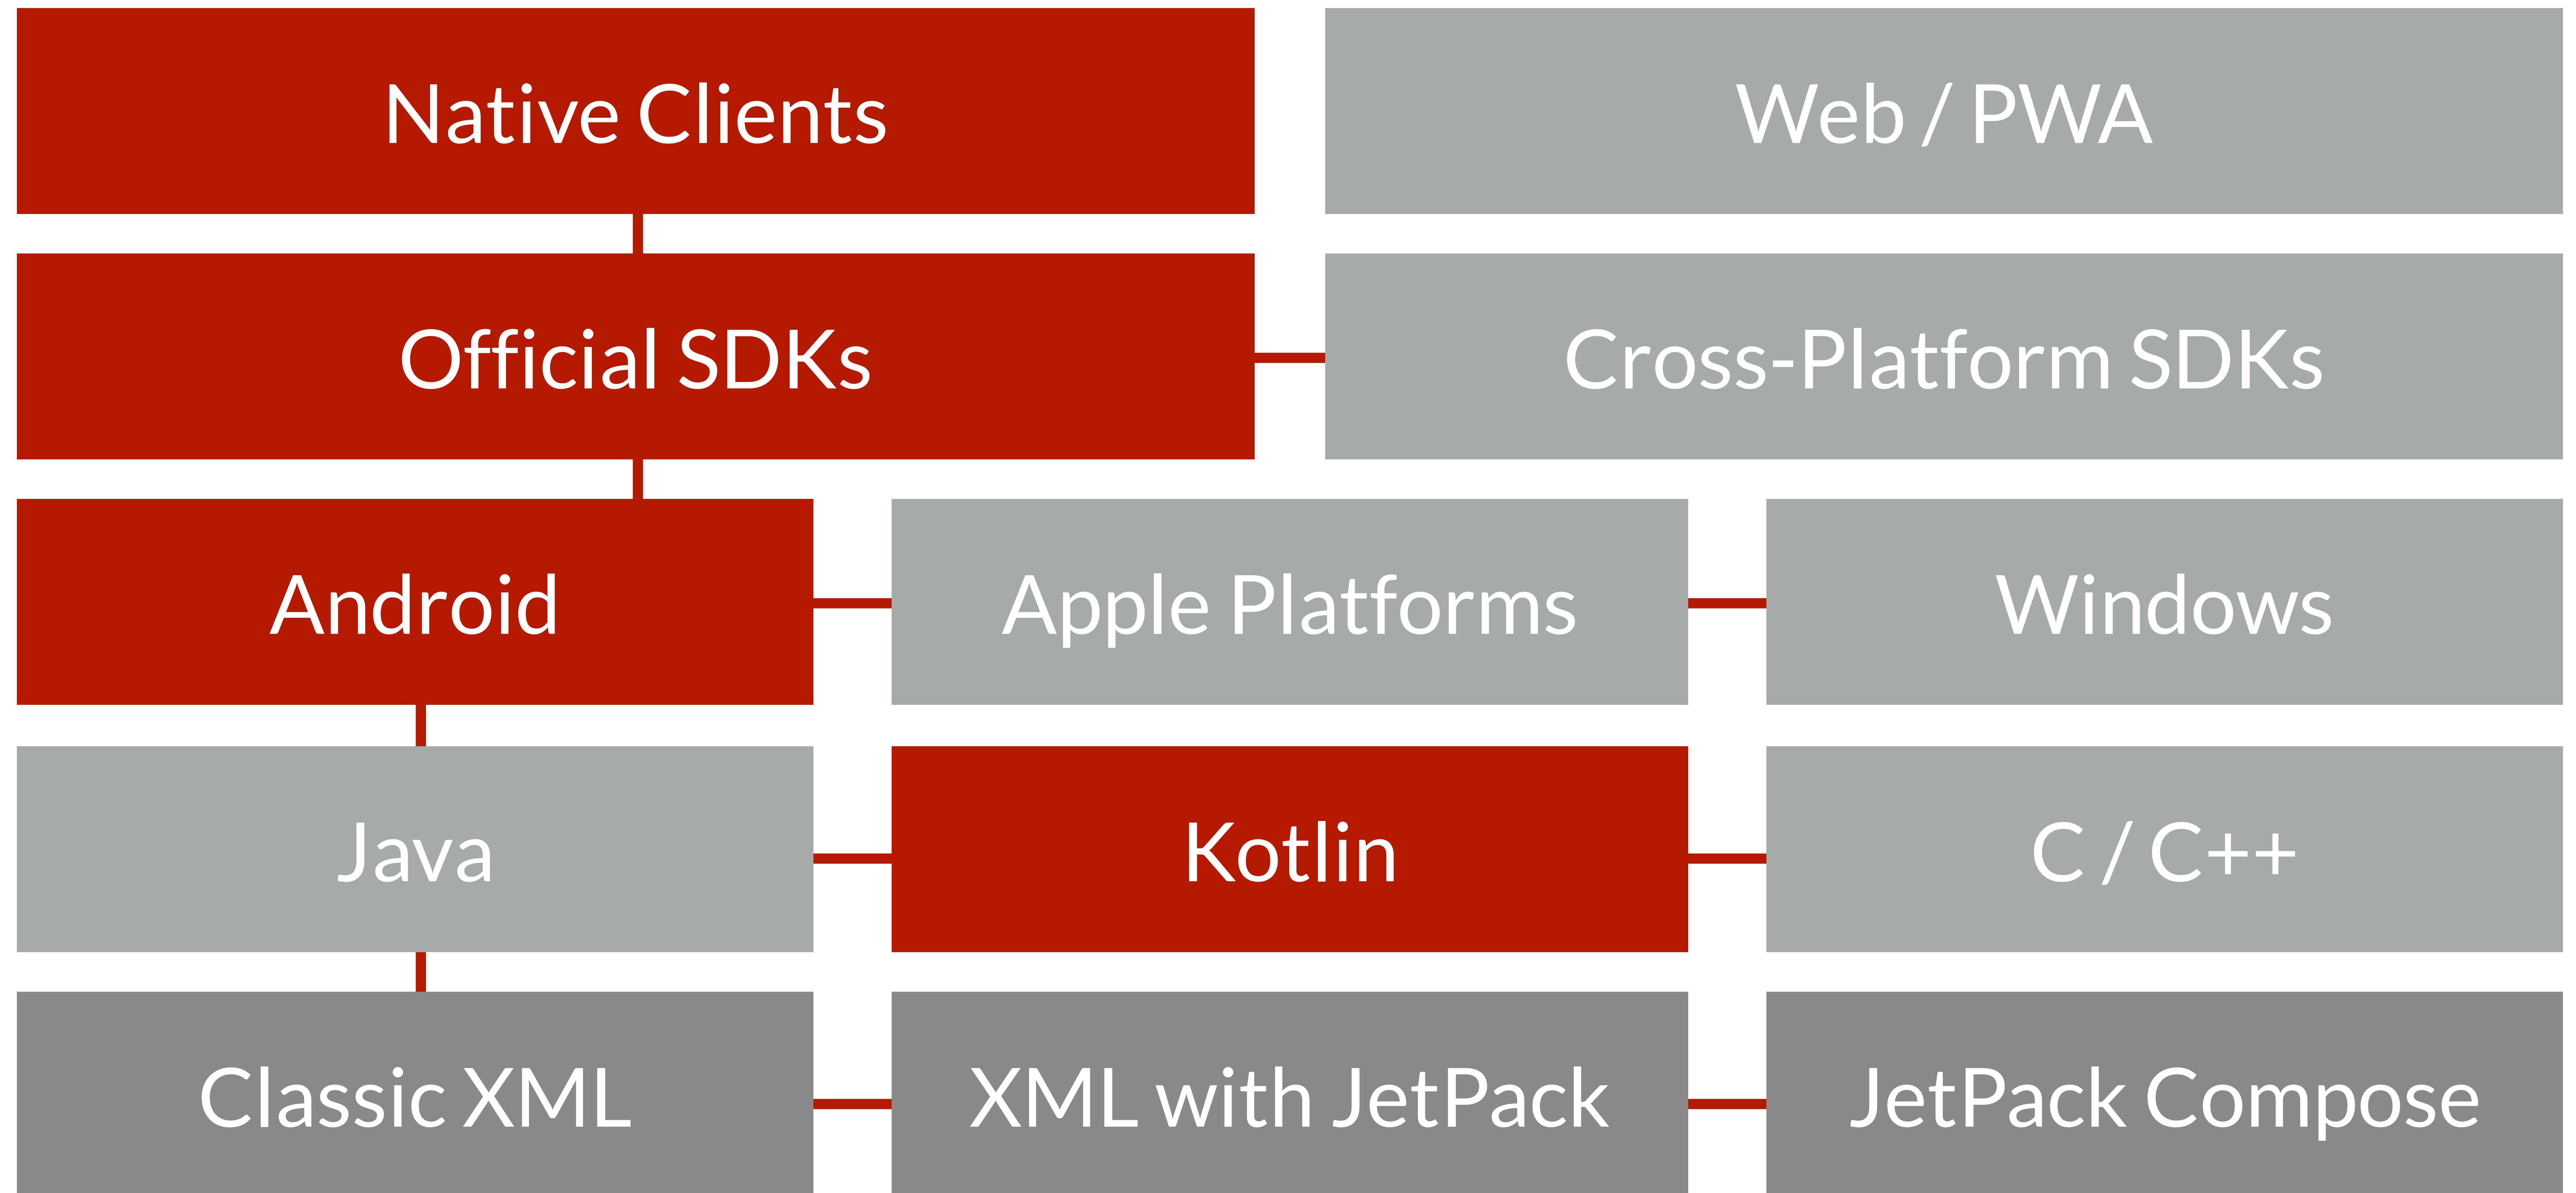 Native Clients
Web / PWA
Official SDKs
Cross-Platform SDKs
Android
Apple Platforms
Windows
Java
Kotlin
C / C++
Classic XML
XML with JetPack
JetPack Compose